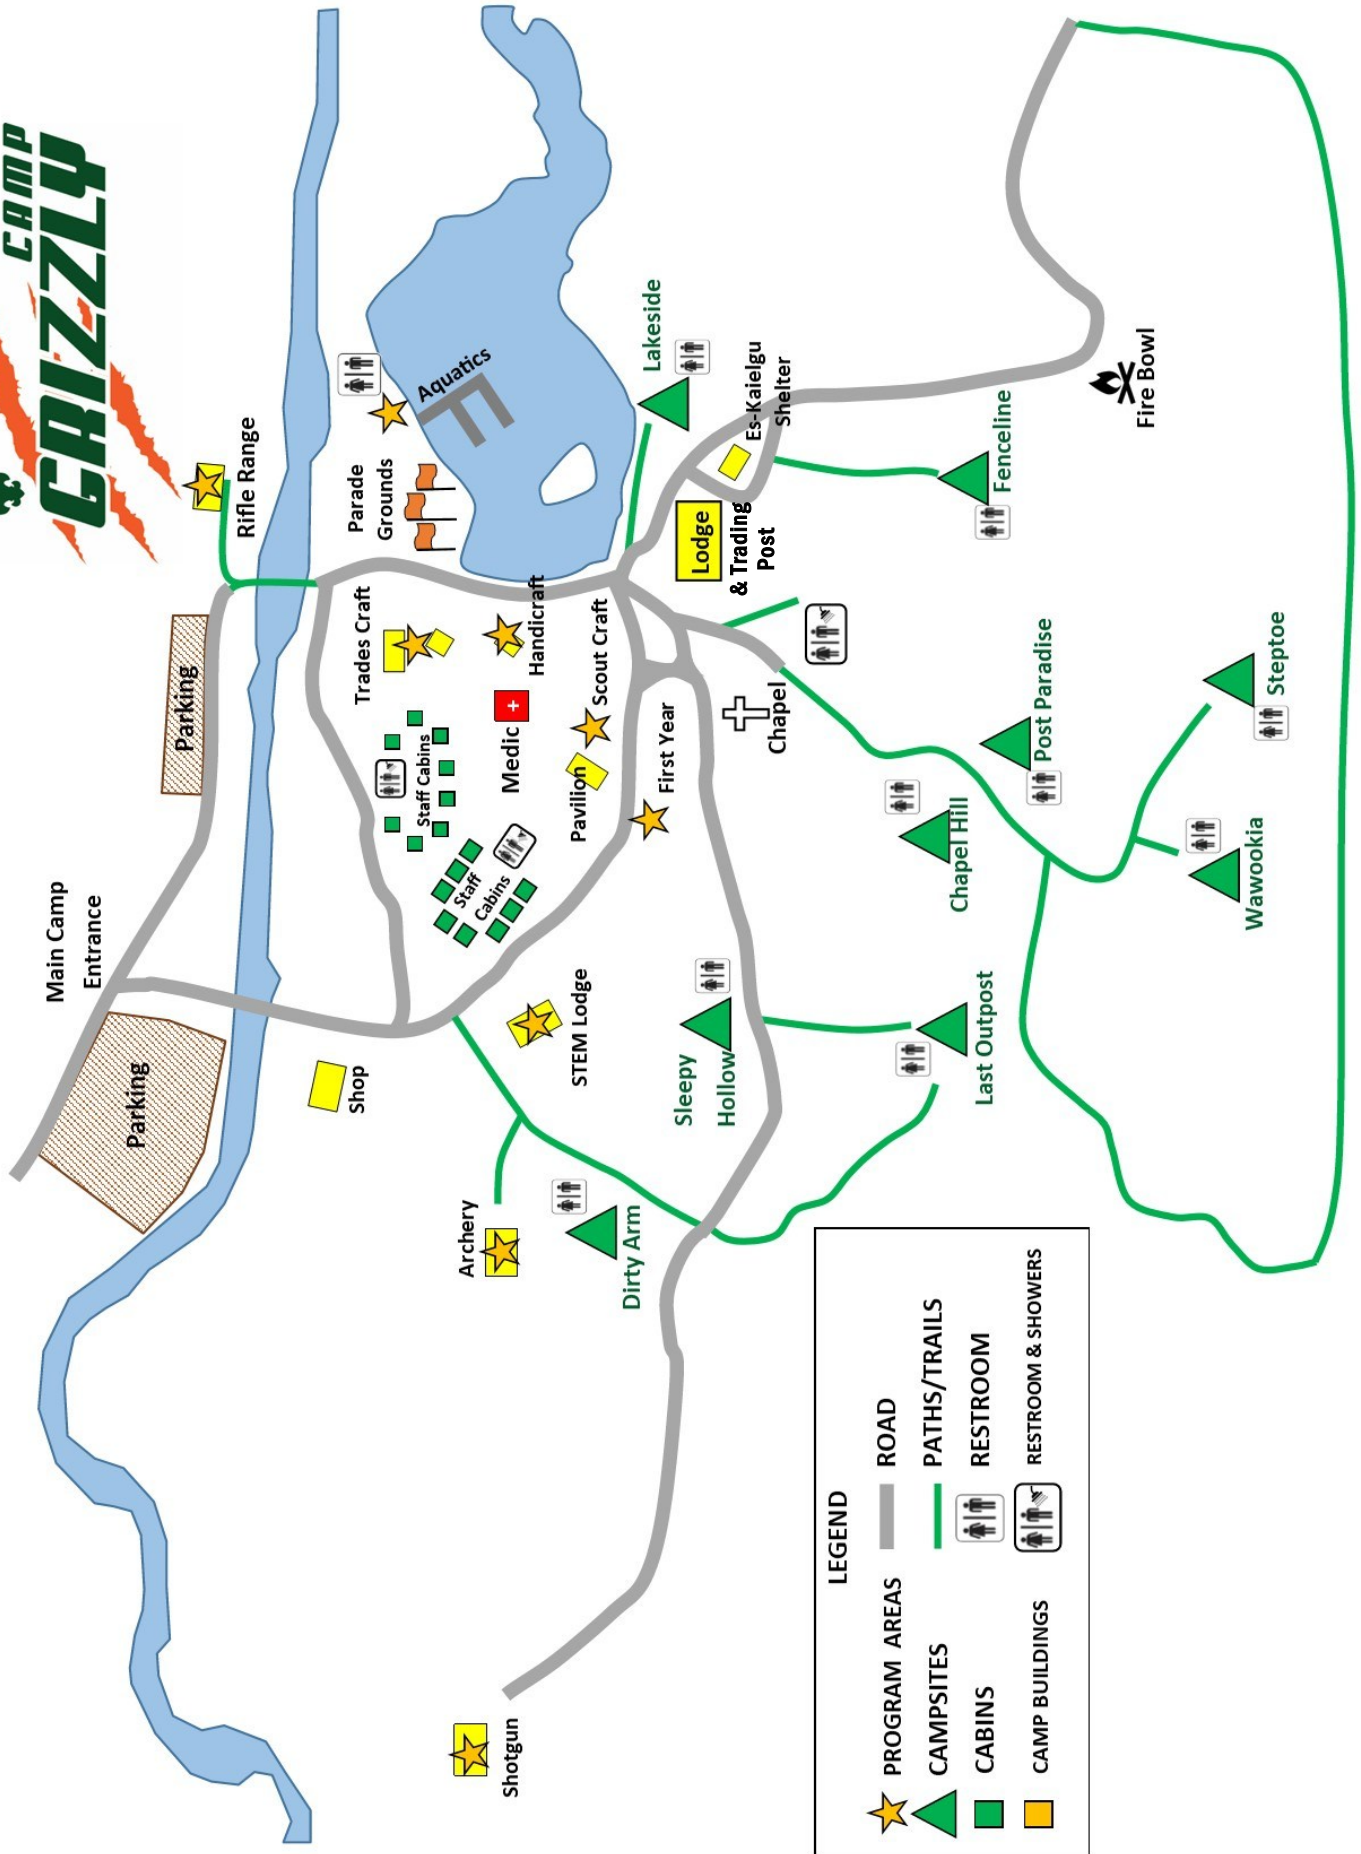 CAMP
GRIZZLY
Main Camp
Entrance
Parking
Parking
Rifle Range
Shop
Parade
Grounds
Aquatics
Trades Craft
Handicraft
Staff Cabins
Medic
Staff
Cabins
Pavilion
Scout Craft
First Year
STEM Lodge
Archery
Dirty Arm
Shotgun
Sleepy
Hollow
Lakeside
Lodge
& Trading
Post
Es-Kaielgu
Shelter
Chapel
Fenceline
Fire Bowl
Chapel Hill
Post Paradise
Last Outpost
Wawookia
Steptoe
LEGEND
PROGRAM AREAS
CAMPSITES
CABINS
CAMP BUILDINGS
ROAD
PATHS/TRAILS
RESTROOM
RESTROOM & SHOWERS